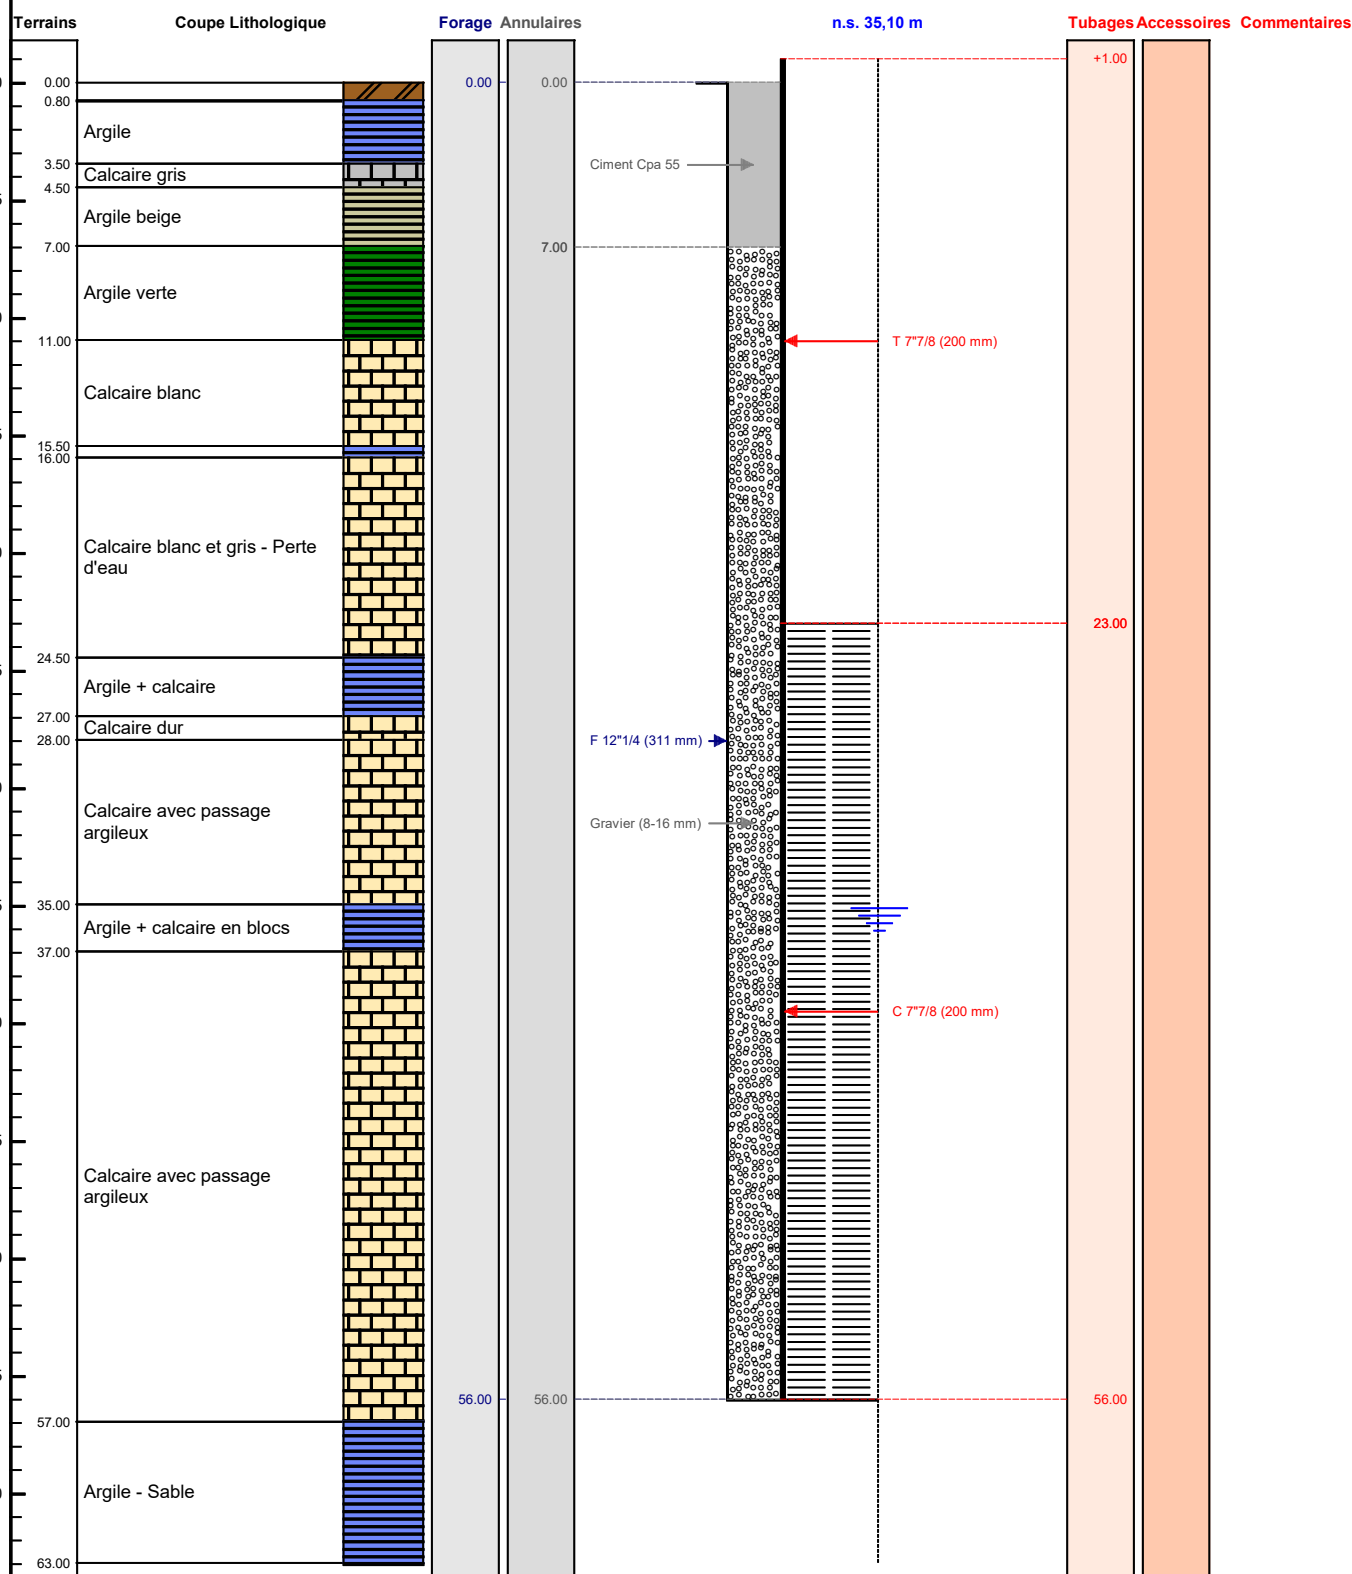 Terrains Coupe Lithologique Forage Annulaires n.s. 35,10 m Tubages Accessoires Commentaires
+1.00
0.00 0.00 0.00
0.80
Argile
3.50
Ciment Cpa 55
Calcaire gris
4.50
Argile beige
7.00 7.00
Argile verte
11.00 T 7"7/8 (200 mm)
Calcaire blanc
15.50
16.00
Calcaire blanc et gris - Perte
d'eau
23.00
24.50
Argile + calcaire
27.00
Calcaire dur
28.00 F 12"1/4 (311 mm)
Calcaire avec passage
argileux
Gravier (8-16 mm)
35.00
Argile + calcaire en blocs
37.00
C 7"7/8 (200 mm)
Calcaire avec passage
argileux
56.00 56.00 56.00
57.00
Argile - Sable
63.00